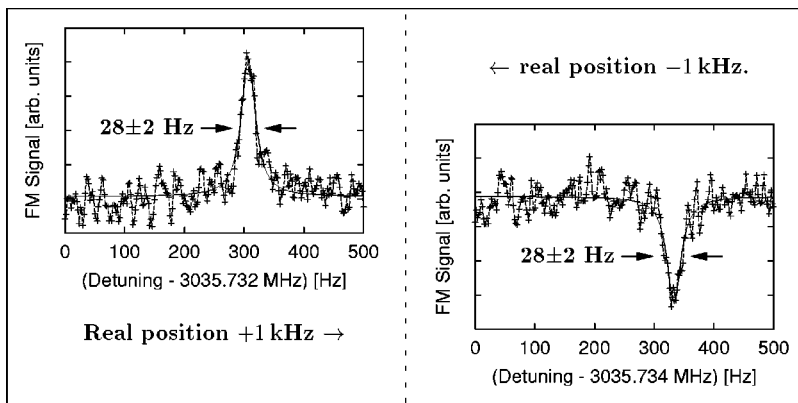 FM Signal [arb. units]
28±2 Hz
0 100 200 300 400 500
(Detuning - 3035.732 MHz) [Hz]
Real position +1 kHz →
← real position −1 kHz.
FM Signal [arb. units]
28±2 Hz
0 100 200 300 400 500
(Detuning - 3035.734 MHz) [Hz]